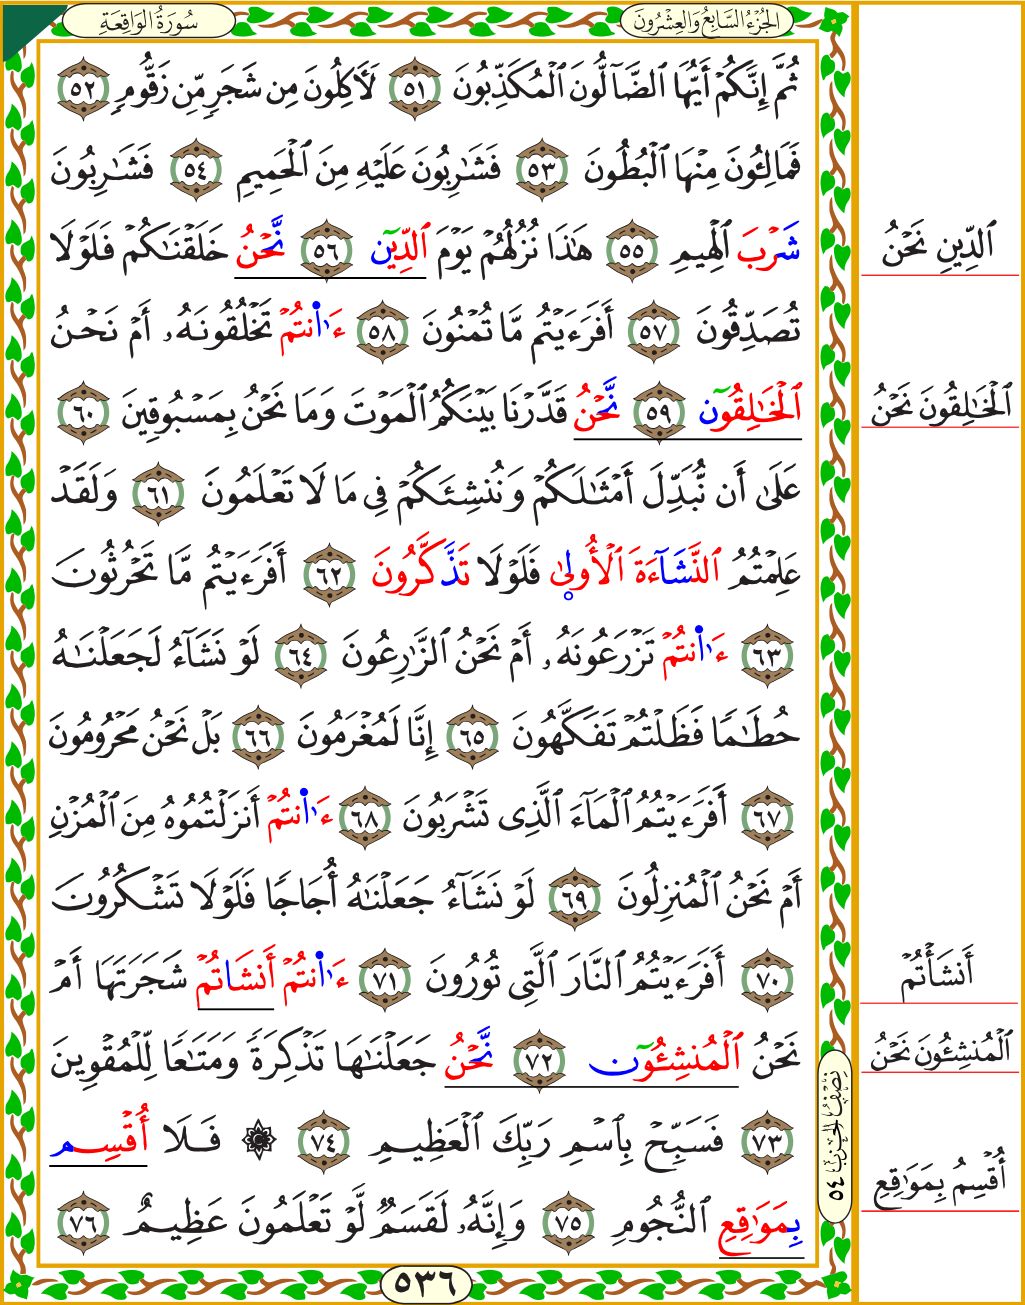 الجُزْءُ السَّابِعُ وَالعِشْرُونَ
سُورَةُ الوَاقِعَةِ
ثُمَّ إِنَّكُمۡ أَيُّهَا ٱلضَّآلُّونَ ٱلۡمُكَذِّبُونَ ٥١ لَأٓكِلُونَ مِن شَجَرٖ مِّن زَقُّومٖ ٥٢
فَمَالِـُٔونَ مِنۡهَا ٱلۡبُطُونَ ٥٣ فَشَٰرِبُونَ عَلَيۡهِ مِنَ ٱلۡحَمِيمِ ٥٤ فَشَٰرِبُونَ
شَرۡبَ ٱلۡهِيمِ ٥٥ هَٰذَا نُزُلُهُمۡ يَوۡمَ ٱلدِّيٓن ٥٦ نَّحۡنُ خَلَقۡنَٰكُمۡ فَلَوۡلَا
تُصَدِّقُونَ ٥٧ أَفَرَءَيۡتُم مَّا تُمۡنُونَ ٥٨ ءَا۬نتُمۡ تَخۡلُقُونَهُۥ أَمۡ نَحۡنُ
ٱلۡخَٰلِقُوٓن ٥٩ نَّحۡنُ قَدَّرۡنَا بَيۡنَكُمُ ٱلۡمَوۡتَ وَمَا نَحۡنُ بِمَسۡبُوقِينَ ٦٠
عَلَىٰٓ أَن نُّبَدِّلَ أَمۡثَٰلَكُمۡ وَنُنشِئَكُمۡ فِي مَا لَا تَعۡلَمُونَ ٦١ وَلَقَدۡ
عَلِمۡتُمُ ٱلنَّشَآءَةَ ٱلۡأُولۭىٰ فَلَوۡلَا تَذَّكَّرُونَ ٦٢ أَفَرَءَيۡتُم مَّا تَحۡرُثُونَ
٦٣ ءَا۬نتُمۡ تَزۡرَعُونَهُۥٓ أَمۡ نَحۡنُ ٱلزَّٰرِعُونَ ٦٤ لَوۡ نَشَآءُ لَجَعَلۡنَٰهُ
حُطَٰمٗا فَظَلۡتُمۡ تَفَكَّهُونَ ٦٥ إِنَّا لَمُغۡرَمُونَ ٦٦ بَلۡ نَحۡنُ مَحۡرُومُونَ
٦٧ أَفَرَءَيۡتُمُ ٱلۡمَآءَ ٱلَّذِي تَشۡرَبُونَ ٦٨ ءَا۬نتُمۡ أَنزَلۡتُمُوهُ مِنَ ٱلۡمُزۡنِ
أَمۡ نَحۡنُ ٱلۡمُنزِلُونَ ٦٩ لَوۡ نَشَآءُ جَعَلۡنَٰهُ أُجَاجٗا فَلَوۡلَا تَشۡكُرُونَ
٧٠ أَفَرَءَيۡتُمُ ٱلنَّارَ ٱلَّتِي تُورُونَ ٧١ ءَا۬نتُمۡ أَنشَاتُمۡ شَجَرَتَهَآ أَمۡ
نَحۡنُ ٱلۡمُنشِـُٔوٓن ٧٢ نَّحۡنُ جَعَلۡنَٰهَا تَذۡكِرَةٗ وَمَتَٰعٗا لِّلۡمُقۡوِينَ
٧٣ فَسَبِّحۡ بِٱسۡمِ رَبِّكَ ٱلۡعَظِيمِ ٧٤ ۞ فَلَآ أُقۡسِم
بِمَوَٰقِعِ ٱلنُّجُومِ ٧٥ وَإِنَّهُۥ لَقَسَمٞ لَّوۡ تَعۡلَمُونَ عَظِيمٌ ٧٦
٥٣٦
ٱلدِّينِ نَحۡنُ
ٱلۡخَٰلِقُونَ نَحۡنُ
أَنشَأۡتُمۡ
ٱلۡمُنشِـُٔونَ نَحۡنُ
أُقۡسِمُ بِمَوَٰقِعِ
نِصْفُ الحِزْبِ ٥٤